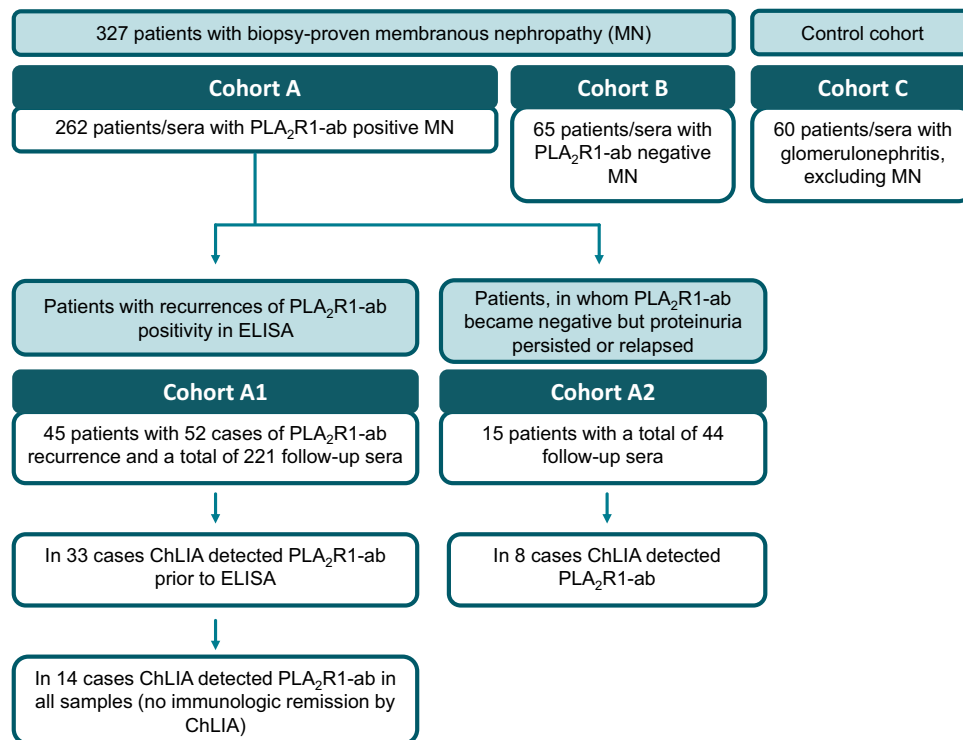 327 patients with biopsy-proven membranous nephropathy (MN)
Control cohort
Cohort A
262 patients/sera with PLA₂R1-ab positive MN
Cohort B
65 patients/sera with
PLA₂R1-ab negative
MN
Cohort C
60 patients/sera with
glomerulonephritis,
excluding MN
Patients with recurrences of PLA₂R1-ab
positivity in ELISA
Patients, in whom PLA₂R1-ab
became negative but proteinuria
persisted or relapsed
Cohort A1
45 patients with 52 cases of PLA₂R1-ab
recurrence and a total of 221 follow-up sera
Cohort A2
15 patients with a total of 44
follow-up sera
In 33 cases ChLIA detected PLA₂R1-ab
prior to ELISA
In 8 cases ChLIA detected
PLA₂R1-ab
In 14 cases ChLIA detected PLA₂R1-ab in
all samples (no immunologic remission by
ChLIA)